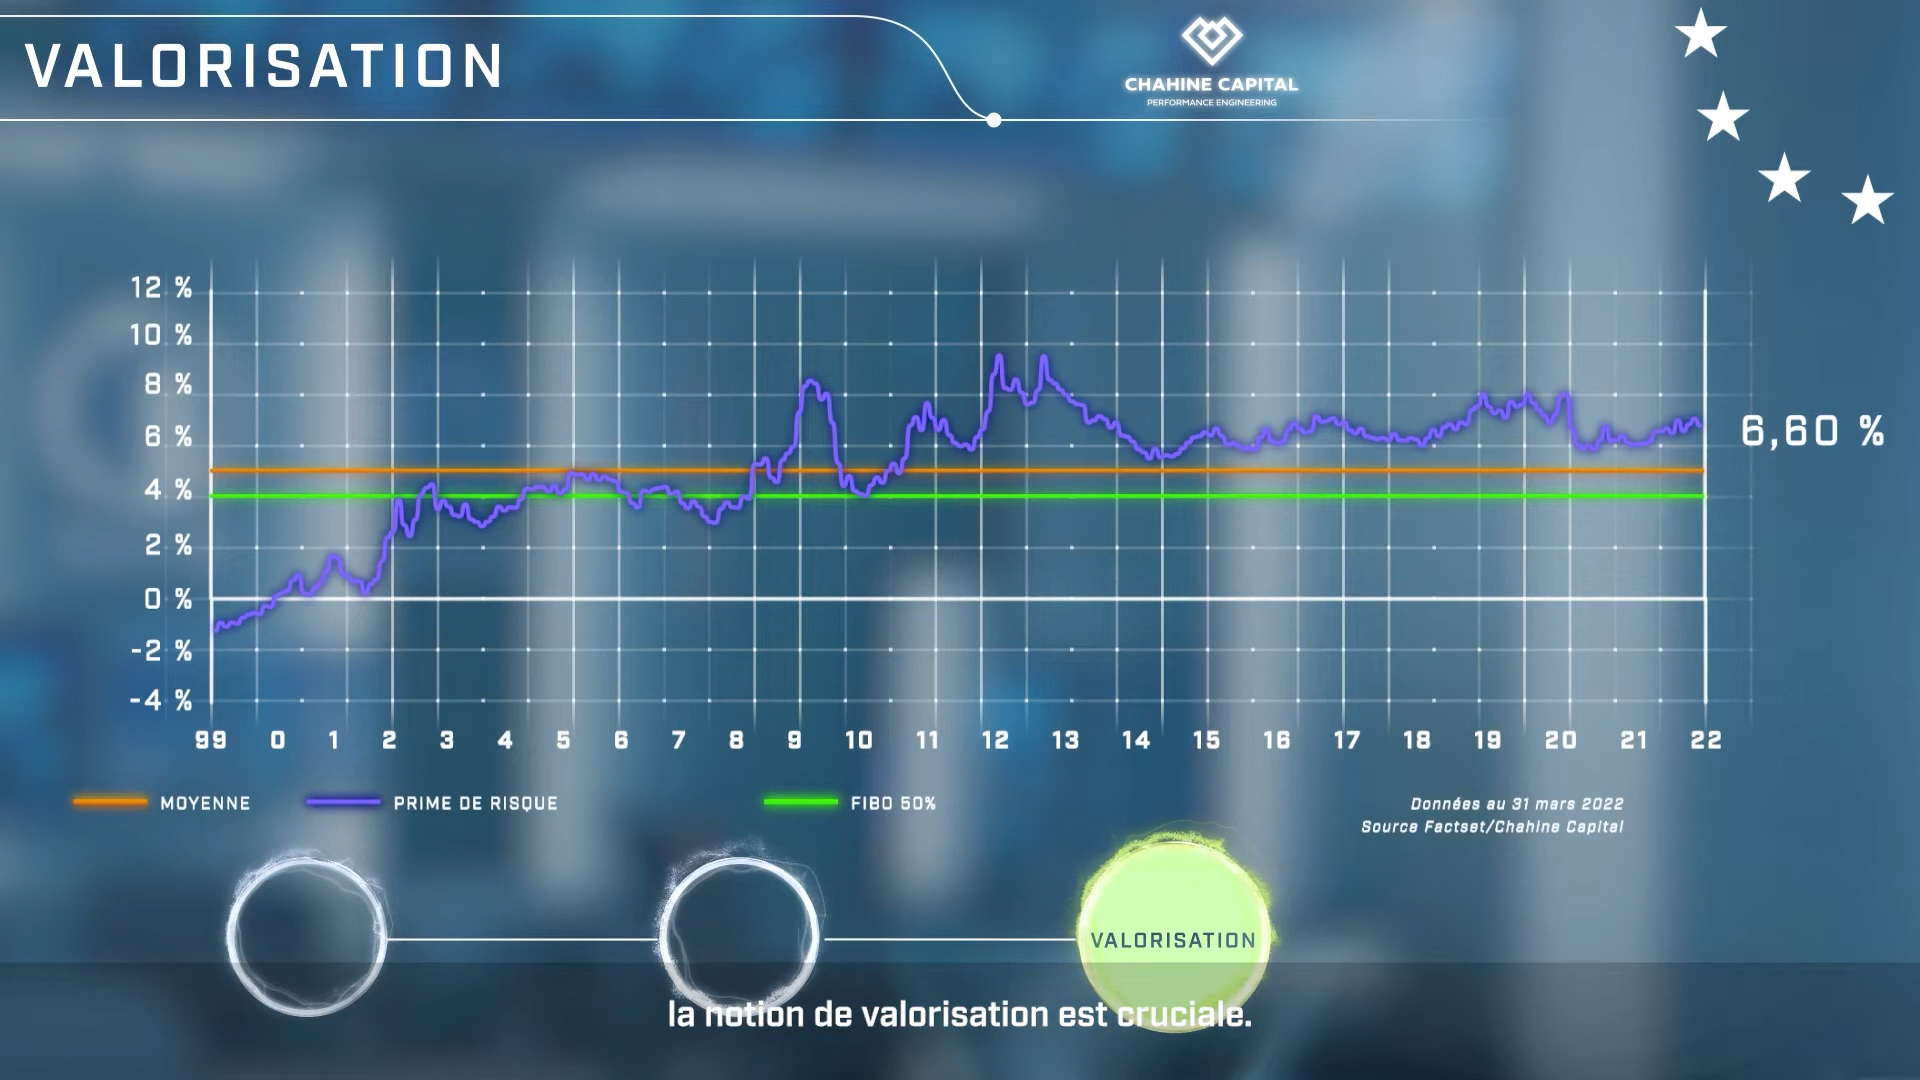 VALORISATION
CHAHINE CAPITAL
PERFORMANCE ENGINEERING
12 %
10 %
8 %
6 %
4 %
2 %
0 %
-2 %
-4 %
6,60 %
99 0 1 2 3 4 5 6 7 8 9 10 11 12 13 14 15 16 17 18 19 20 21 22
MOYENNE PRIME DE RISQUE FIBO 50%
Données au 31 mars 2022
Source Factset/Chahine Capital
VALORISATION
la notion de valorisation est cruciale.